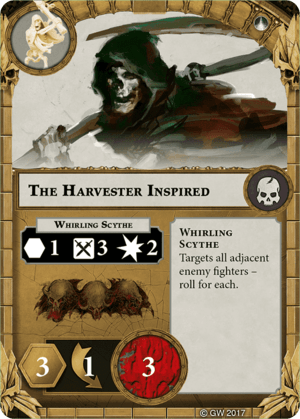 The Harvester Inspired
Whirling Scythe
1 3 2
Whirling
Scythe
Targets all adjacent
enemy fighters –
roll for each.
3 1 3
© GW 2017